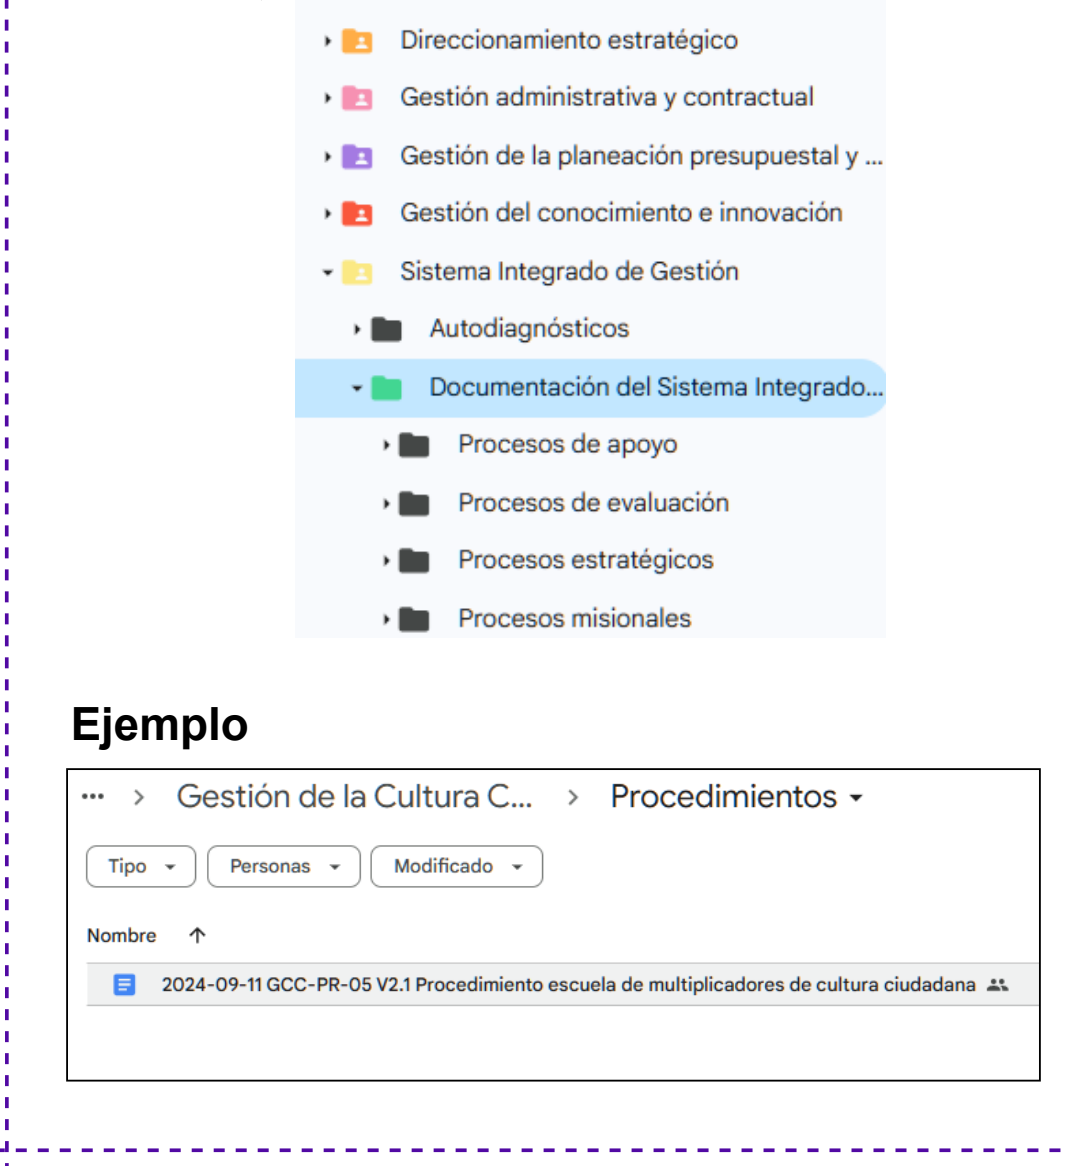 Direccionamiento estratégico
Gestión administrativa y contractual
Gestión de la planeación presupuestal y ...
Gestión del conocimiento e innovación
Sistema Integrado de Gestión
Autodiagnósticos
Documentación del Sistema Integrado...
Procesos de apoyo
Procesos de evaluación
Procesos estratégicos
Procesos misionales
Ejemplo
... > Gestión de la Cultura C... > Procedimientos
Tipo Personas Modificado
Nombre ↑
2024-09-11 GCC-PR-05 V2.1 Procedimiento escuela de multiplicadores de cultura ciudadana